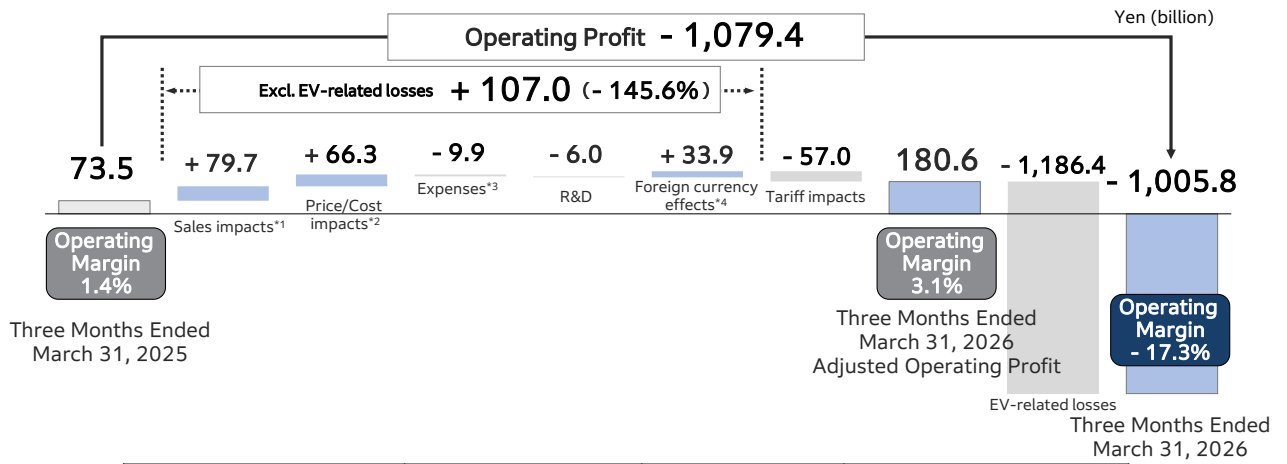 Yen (billion)
Operating Profit - 1,079.4
Excl. EV-related losses + 107.0 (- 145.6%)
73.5
+ 79.7
+ 66.3
- 9.9
- 6.0
+ 33.9
- 57.0
180.6
- 1,186.4
- 1,005.8
Sales impacts*1
Price/Cost
impacts*2
Expenses*3
R&D
Foreign currency
effects*4
Tariff impacts
Operating
Margin
1.4%
Operating
Margin
3.1%
Operating
Margin
- 17.3%
Three Months Ended
March 31, 2025
Three Months Ended
March 31, 2026
Adjusted Operating Profit
EV-related losses
Three Months Ended
March 31, 2026